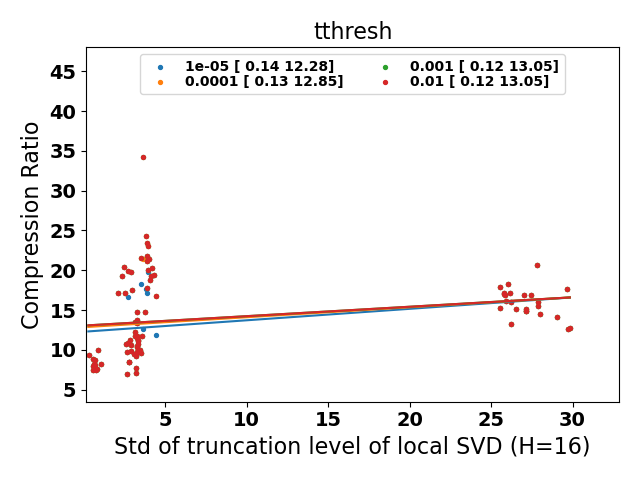 tthresh
1e-05 [ 0.14 12.28]
0.0001 [ 0.13 12.85]
0.001 [ 0.12 13.05]
0.01 [ 0.12 13.05]
Compression Ratio
45
40
35
30
25
20
15
10
5
5 10 15 20 25 30
Std of truncation level of local SVD (H=16)